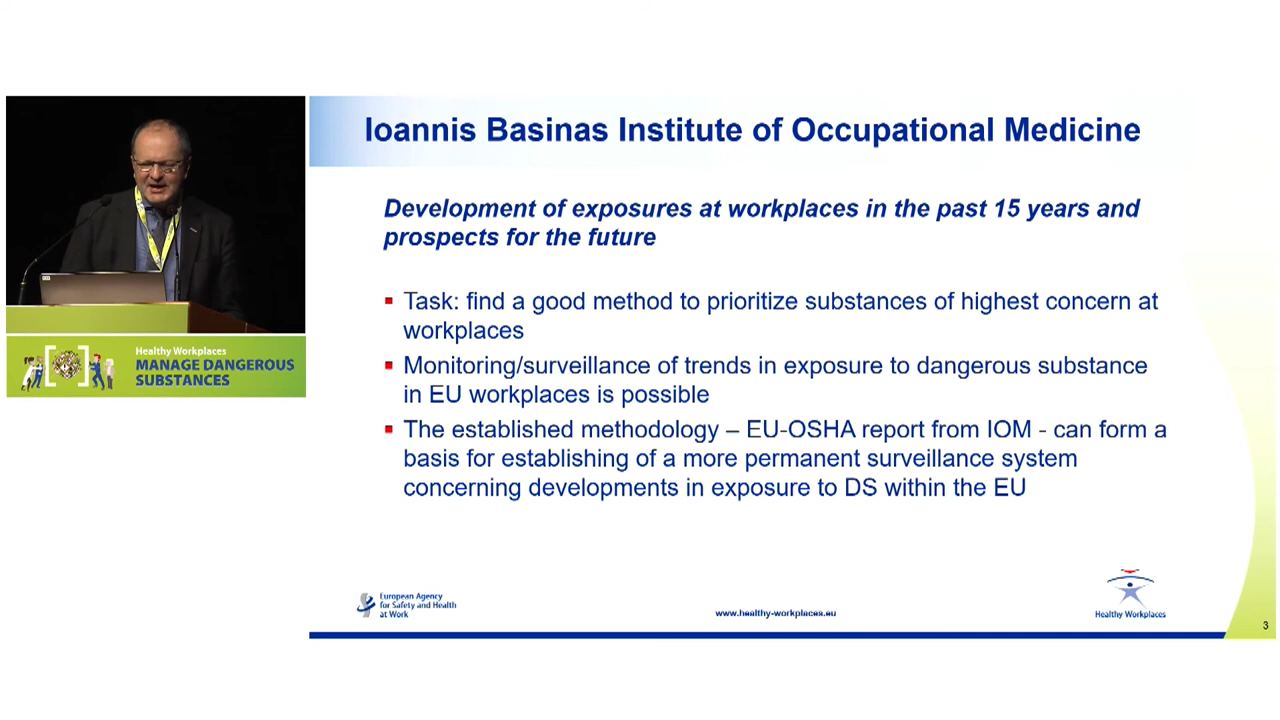 Ioannis Basinas Institute of Occupational Medicine
Development of exposures at workplaces in the past 15 years and
prospects for the future
Task: find a good method to prioritize substances of highest concern at
workplaces
Monitoring/surveillance of trends in exposure to dangerous substance
in EU workplaces is possible
The established methodology – EU-OSHA report from IOM - can form a
basis for establishing of a more permanent surveillance system
concerning developments in exposure to DS within the EU
Healthy Workplaces
MANAGE DANGEROUS
SUBSTANCES
European Agency
for Safety and Health
at Work
www.healthy-workplaces.eu
Healthy Workplaces
3